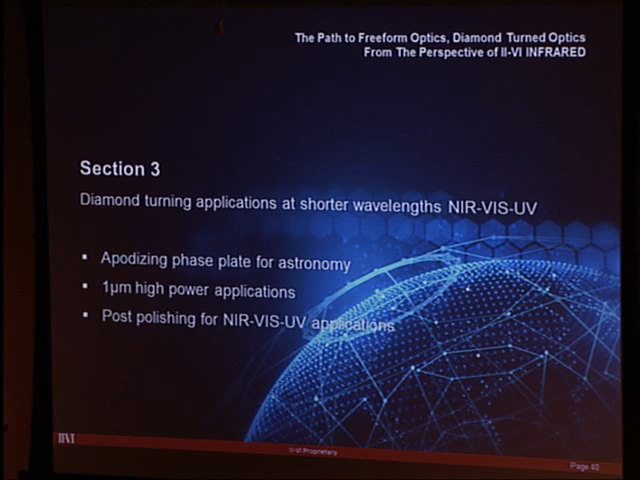 The Path to Freeform Optics, Diamond Turned Optics
From The Perspective of II-VI INFRARED
Section 3
Diamond turning applications at shorter wavelengths NIR-VIS-UV
▪ Apodizing phase plate for astronomy
▪ 1µm high power applications
▪ Post polishing for NIR-VIS-UV applications
II-VI
II-VI Proprietary
Page 40